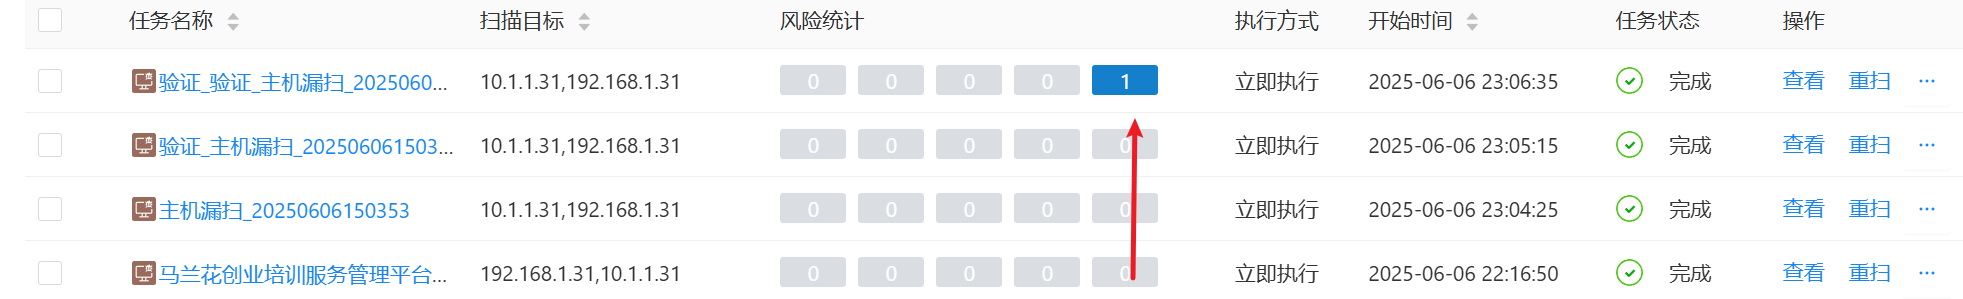 任务名称 扫描目标 风险统计 执行方式 开始时间 任务状态 操作
验证_验证_主机漏扫_2025060... 10.1.1.31,192.168.1.31 0 0 0 0 1 立即执行 2025-06-06 23:06:35 完成 查看 重扫 ...
验证_主机漏扫_202506061503... 10.1.1.31,192.168.1.31 0 0 0 0 0 立即执行 2025-06-06 23:05:15 完成 查看 重扫 ...
主机漏扫_20250606150353 10.1.1.31,192.168.1.31 0 0 0 0 0 立即执行 2025-06-06 23:04:25 完成 查看 重扫 ...
马兰花创业培训服务管理平台... 192.168.1.31,10.1.1.31 0 0 0 0 0 立即执行 2025-06-06 22:16:50 完成 查看 重扫 ...